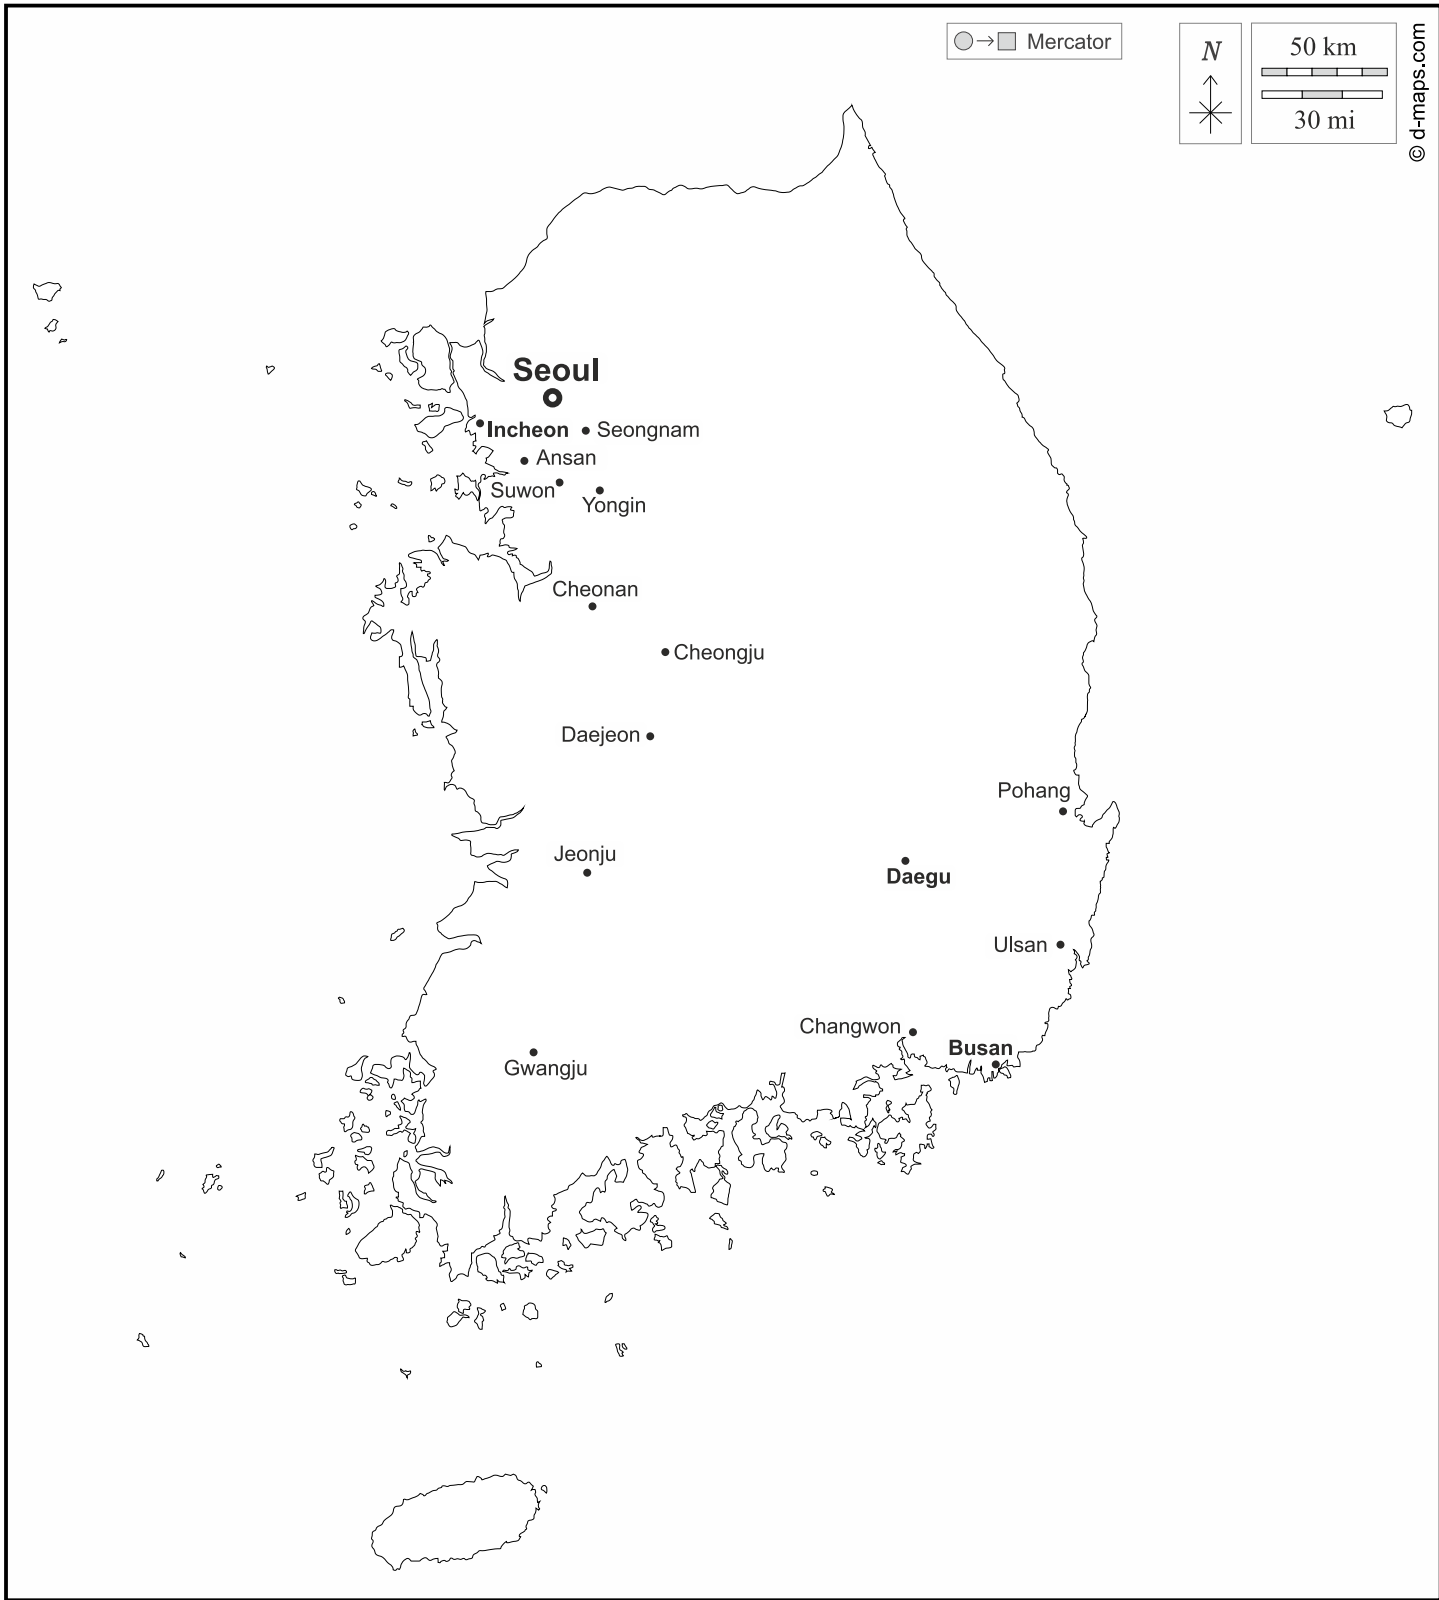 Mercator
N
50 km
30 mi
© d-maps.com
Seoul
Incheon
Seongnam
Ansan
Suwon
Yongin
Cheonan
Cheongju
Daejeon
Pohang
Jeonju
Daegu
Ulsan
Changwon
Busan
Gwangju